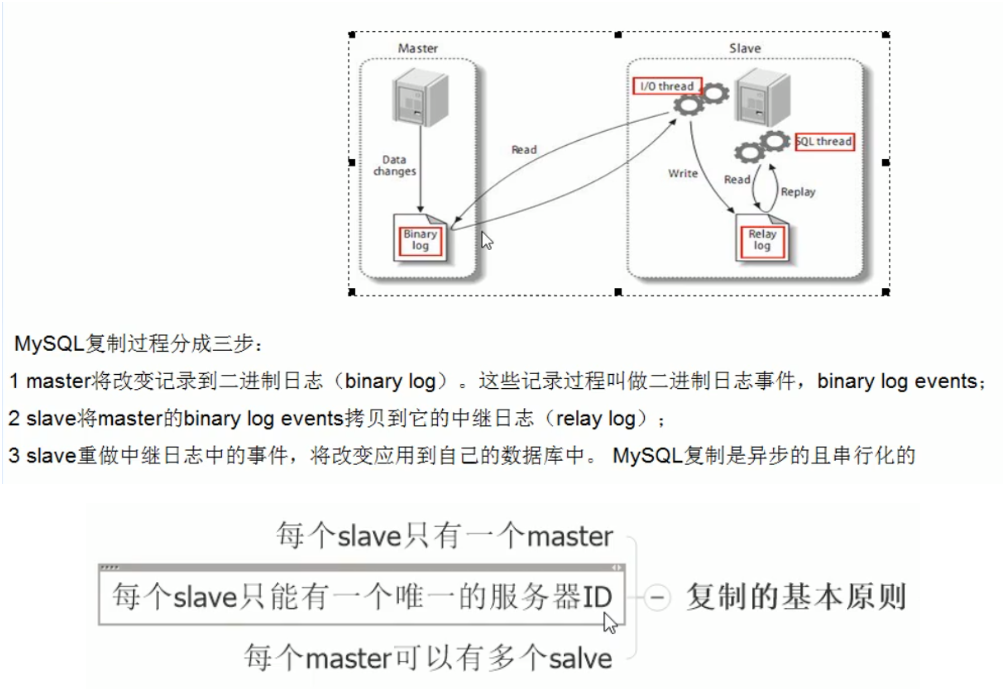 Master
Slave
I/O thread
SQL thread
Data
changes
Read
Write
Read
Replay
Binary
log
Relay
log
MySQL复制过程分成三步：
1 master将改变记录到二进制日志（binary log）。这些记录过程叫做二进制日志事件，binary log events；
2 slave将master的binary log events拷贝到它的中继日志（relay log）；
3 slave重做中继日志中的事件，将改变应用到自己的数据库中。 MySQL复制是异步的且串行化的
每个slave只有一个master
每个slave只能有一个唯一的服务器ID
复制的基本原则
每个master可以有多个salve